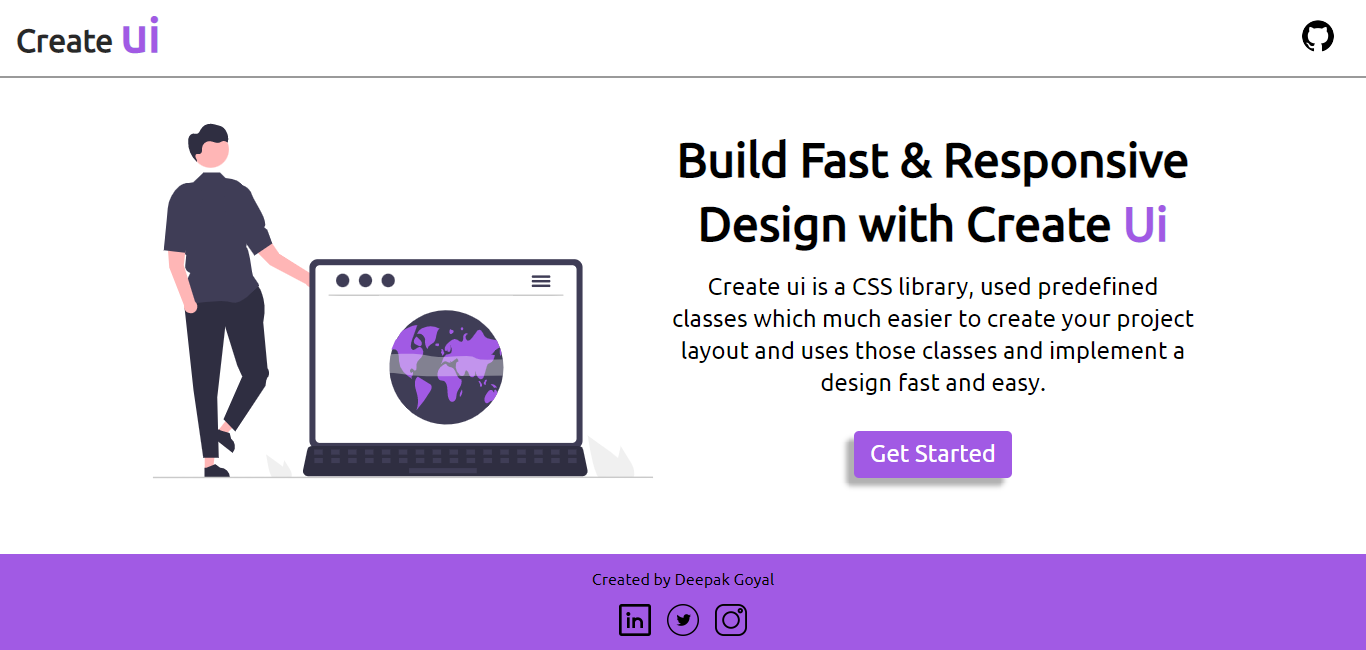 Create ui
Build Fast & Responsive
Design with Create Ui
Create ui is a CSS library, used predefined
classes which much easier to create your project
layout and uses those classes and implement a
design fast and easy.
Get Started
Created by Deepak Goyal
in